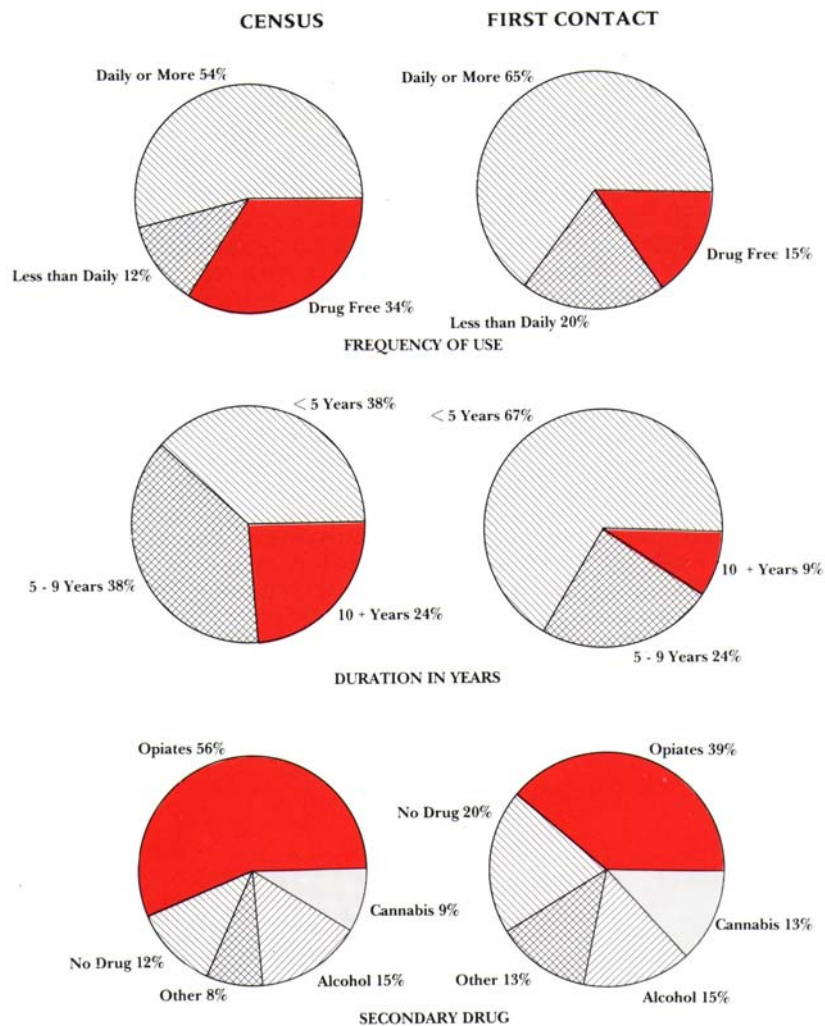 CENSUS
FIRST CONTACT
Daily or More 54%
Daily or More 65%
Less than Daily 12%
Drug Free 34%
Drug Free 15%
Less than Daily 20%
FREQUENCY OF USE
< 5 Years 38%
< 5 Years 67%
5 - 9 Years 38%
10 + Years 24%
10 + Years 9%
5 - 9 Years 24%
DURATION IN YEARS
Opiates 56%
Opiates 39%
No Drug 20%
Cannabis 9%
Cannabis 13%
No Drug 12%
Other 8%
Alcohol 15%
Other 13%
Alcohol 15%
SECONDARY DRUG